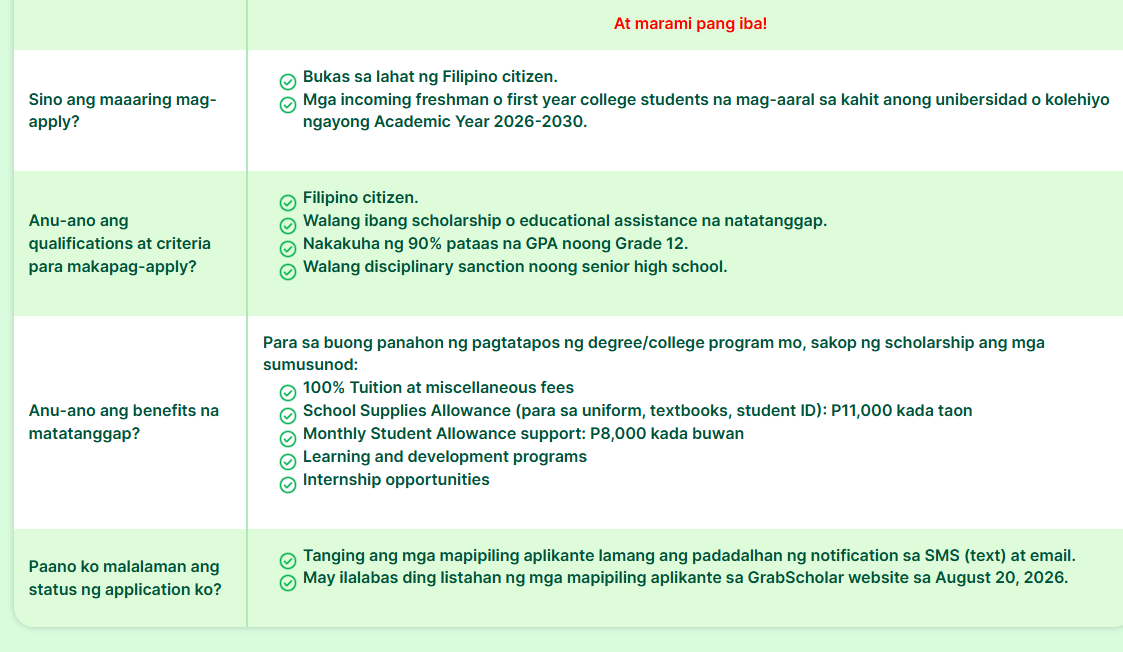 At marami pang iba!
Sino ang maaaring mag-
apply?
Bukas sa lahat ng Filipino citizen.
Mga incoming freshman o first year college students na mag-aaral sa kahit anong unibersidad o kolehiyo
ngayong Academic Year 2026-2030.
Anu-ano ang
qualifications at criteria
para makapag-apply?
Filipino citizen.
Walang ibang scholarship o educational assistance na natatanggap.
Nakakuha ng 90% pataas na GPA noong Grade 12.
Walang disciplinary sanction noong senior high school.
Anu-ano ang benefits na
matatanggap?
Para sa buong panahon ng pagtatapos ng degree/college program mo, sakop ng scholarship ang mga
sumusunod:
100% Tuition at miscellaneous fees
School Supplies Allowance (para sa uniform, textbooks, student ID): P11,000 kada taon
Monthly Student Allowance support: P8,000 kada buwan
Learning and development programs
Internship opportunities
Paano ko malalaman ang
status ng application ko?
Tanging ang mga mapipiling aplikante lamang ang padadalhan ng notification sa SMS (text) at email.
May ilalabas ding listahan ng mga mapipiling aplikante sa GrabScholar website sa August 20, 2026.